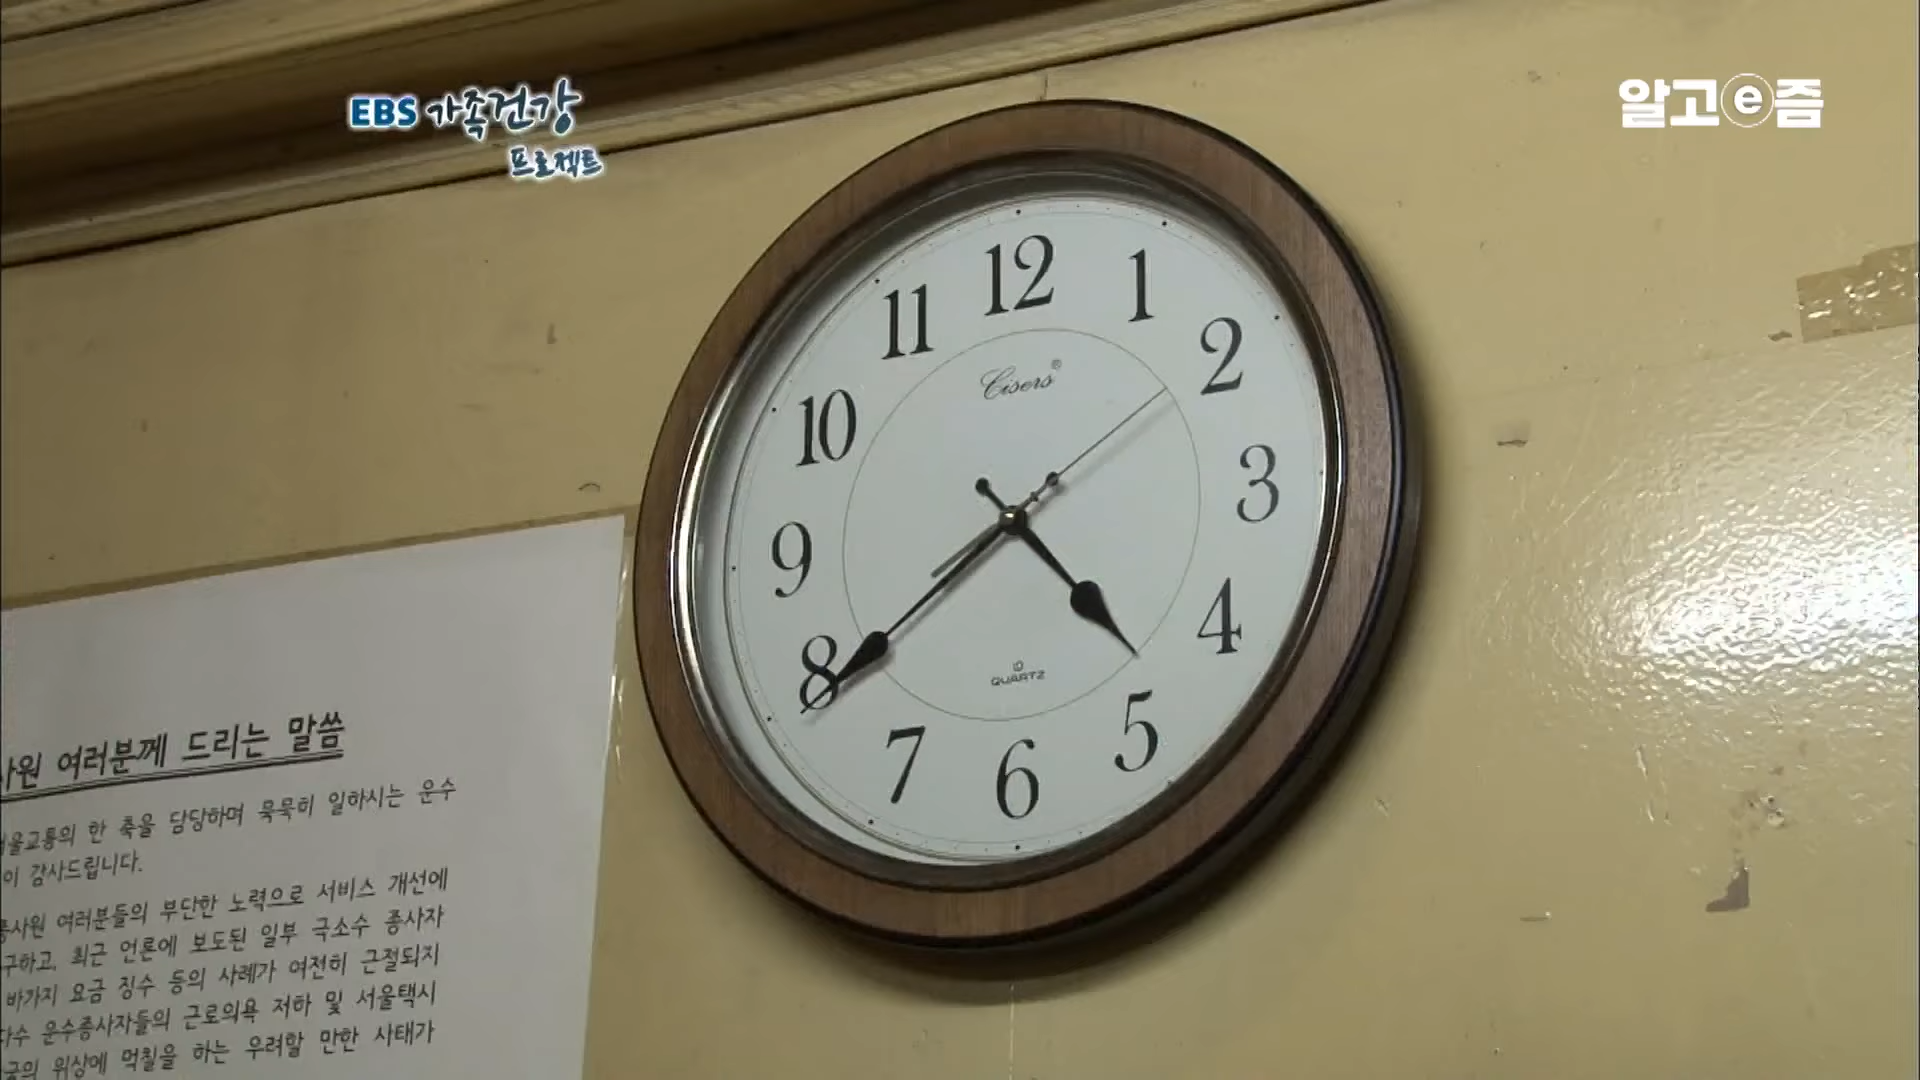 EBS 가족건강
프로젝트
알고e즘
12
11
1
10
2
Cisers®
9
3
8
4
QUARTZ
7
5
6
사원 여러분께 드리는 말씀
서울교통의 한 축을 담당하며 묵묵히 일하시는 운수
이 감사드립니다.
종사원 여러분들의 부단한 노력으로 서비스 개선에
구하고, 최근 언론에 보도된 일부 극소수 종사자
바가지 요금 징수 등의 사례가 여전히 근절되지
다수 운수종사자들의 근로의욕 저하 및 서울택시
위상에 먹칠을 하는 우려할 만한 사태가